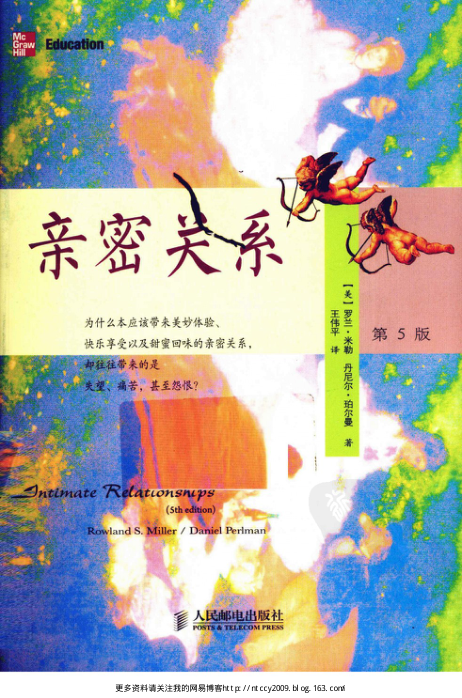 Mc
Graw
Hill
Education
亲密关系
为什么本应该带来美妙体验、
快乐享受以及甜蜜回味的亲密关系，
却往往带来的是
失望、痛苦，甚至怨恨？
[美] 罗兰·米勒 丹尼尔·珀尔曼 著
王伟平 译
第5版
Intimate Relationships
(5th edition)
Rowland S. Miller / Daniel Perlman
人民邮电出版社
POSTS & TELECOM PRESS
更多资料请关注我的网易博客http://ntccy2009.blog.163.com/